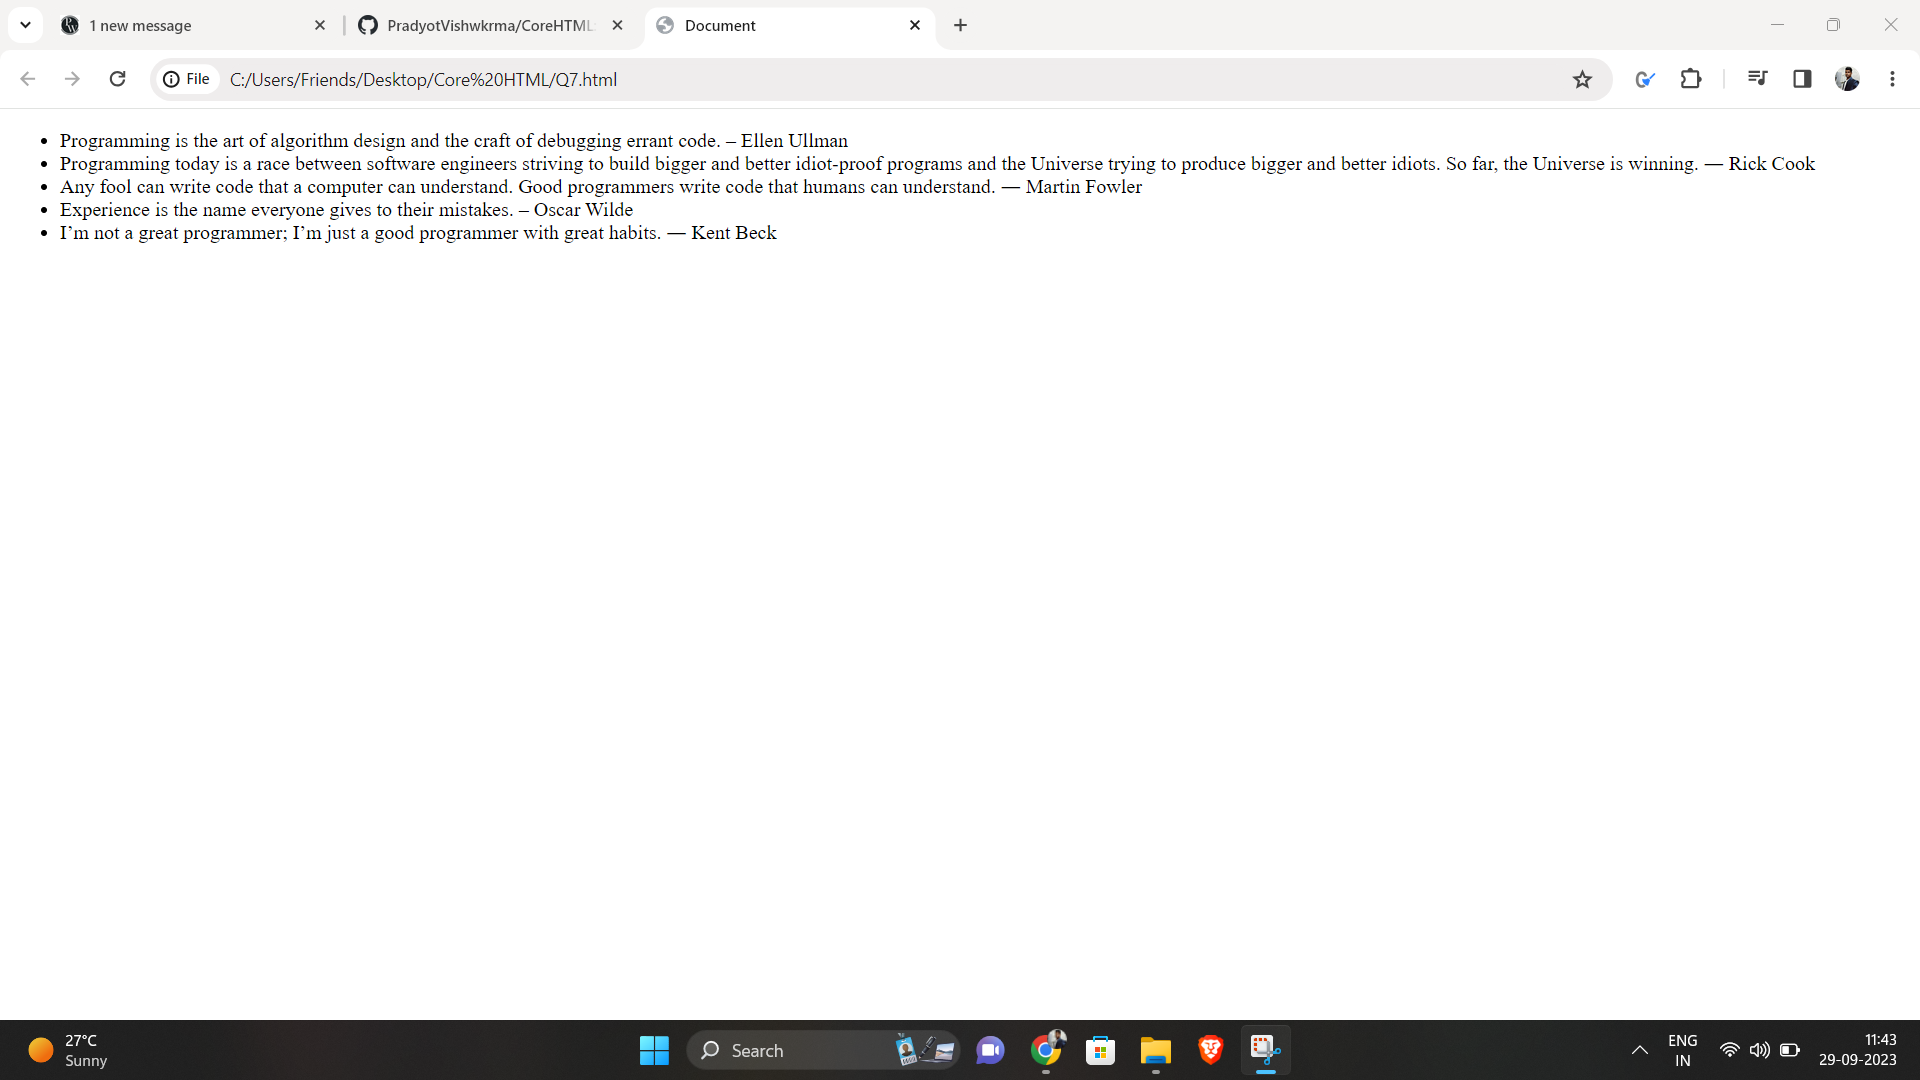 1 new message
PradyotVishwkrma/CoreHTML
Document
File
C:/Users/Friends/Desktop/Core%20HTML/Q7.html
• Programming is the art of algorithm design and the craft of debugging errant code. – Ellen Ullman
• Programming today is a race between software engineers striving to build bigger and better idiot-proof programs and the Universe trying to produce bigger and better idiots. So far, the Universe is winning. — Rick Cook
• Any fool can write code that a computer can understand. Good programmers write code that humans can understand. — Martin Fowler
• Experience is the name everyone gives to their mistakes. – Oscar Wilde
• I’m not a great programmer; I’m just a good programmer with great habits. — Kent Beck
27°C
Sunny
Search
ENG
IN
11:43
29-09-2023